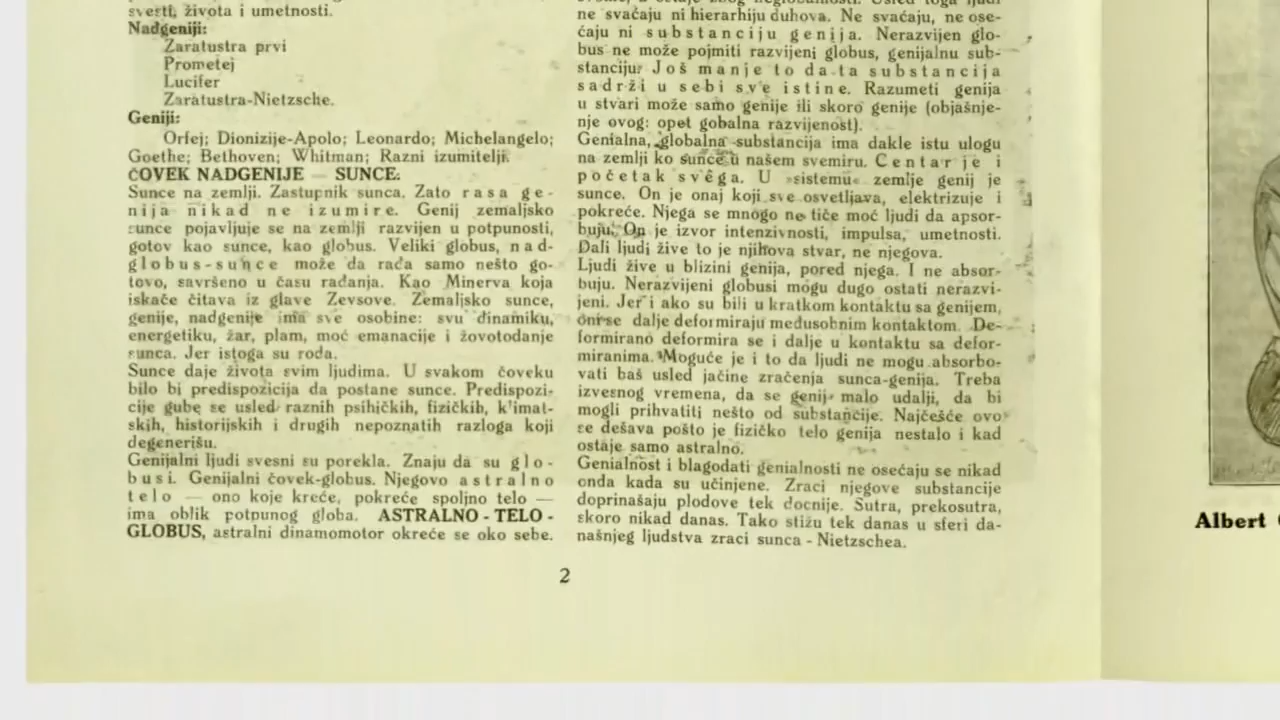 svesti, života i umetnosti.
Nadgeniji:
Zaratustra prvi
Prometej
Lucifer
Zaratustra-Nietzsche.
Geniji:
Orfej; Dionizije-Apolo; Leonardo; Michelangelo;
Goethe; Bethoven; Whitman; Razni izumitelji.
ČOVEK NADGENIJE — SUNCE:
Sunce na zemlji. Zastupnik sunca. Zato rasa ge-
nija nikad ne izumire. Genij zemaljsko
sunce pojavljuje se na zemlji razvijen u potpunosti,
gotov kao sunce, kao globus. Veliki globus, nad-
globus-sunce može da rađa samo nešto go-
tovo, savršeno u času rađanja. Kao Minerva koja
iskače čitava iz glave Zevsove. Zemaljsko sunce,
genije, nadgenije ima sve osobine: svu dinamiku,
energetiku, žar, plam, moć emanacije i žovotodanje
sunca. Jer istoga su roda.
Sunce daje života svim ljudima. U svakom čoveku
bilo bi predispozicija da postane sunce. Predispozi-
cije gube se usled raznih psihičkih, fizičkih, k'imat-
skih, historijskih i drugih nepoznatih razloga koji
degenerišu.
Genijalni ljudi svesni su porekla. Znaju da su glo-
busi. Genijalni čovek-globus. Njegovo astralno
telo — ono koje kreće, pokreće spoljno telo —
ima oblik potpunog globa. ASTRALNO - TELO -
GLOBUS, astralni dinamomotor okreće se oko sebe.
ne svaćaju ni hierarhiju duhova. Ne svaćaju, ne ose-
ćaju ni substanciju genija. Nerazvijen glo-
bus ne može pojmiti razvijeni globus, genijalnu sub-
stanciju. Još manje to da ta substancija
sadrži u sebi sve istine. Razumeti genija
u stvari može samo genije ili skoro genije (objašnje-
nje ovog: opet gobalna razvijenost).
Genialna, globalna substancija ima dakle istu ulogu
na zemlji ko sunce u našem svemiru. Centar je i
početak svega. U »sistemu« zemlje genij je
sunce. On je onaj koji sve osvetljava, elektrizuje i
pokreće. Njega se mnogo ne tiče moć ljudi da apsor-
buju. On je izvor intenzivnosti, impulsa, umetnosti.
Dali ljudi žive to je njihova stvar, ne njegova.
Ljudi žive u blizini genija, pored njega. I ne absor-
buju. Nerazvijeni globusi mogu dugo ostati nerazvi-
jeni. Jer i ako su bili u kratkom kontaktu sa genijem,
oni se dalje deformiraju međusobnim kontaktom. De-
formirano deformira se i dalje u kontaktu sa defor-
miranima. Moguće je i to da ljudi ne mogu absorbo-
vati baš usled jačine zračenja sunca-genija. Treba
izvesnog vremena, da se genij malo udalji, da bi
mogli prihvatiti nešto od substancije. Najčešće ovo
se dešava pošto je fizičko telo genija nestalo i kad
ostaje samo astralno.
Genialnost i blagodati genialnosti ne osećaju se nikad
onda kada su učinjene. Zraci njegove substancije
doprinašaju plodove tek docnije. Sutra, prekosutra,
skoro nikad danas. Tako stižu tek danas u sferi da-
našnjeg ljudstva zraci sunca - Nietzschea.
2
Albert